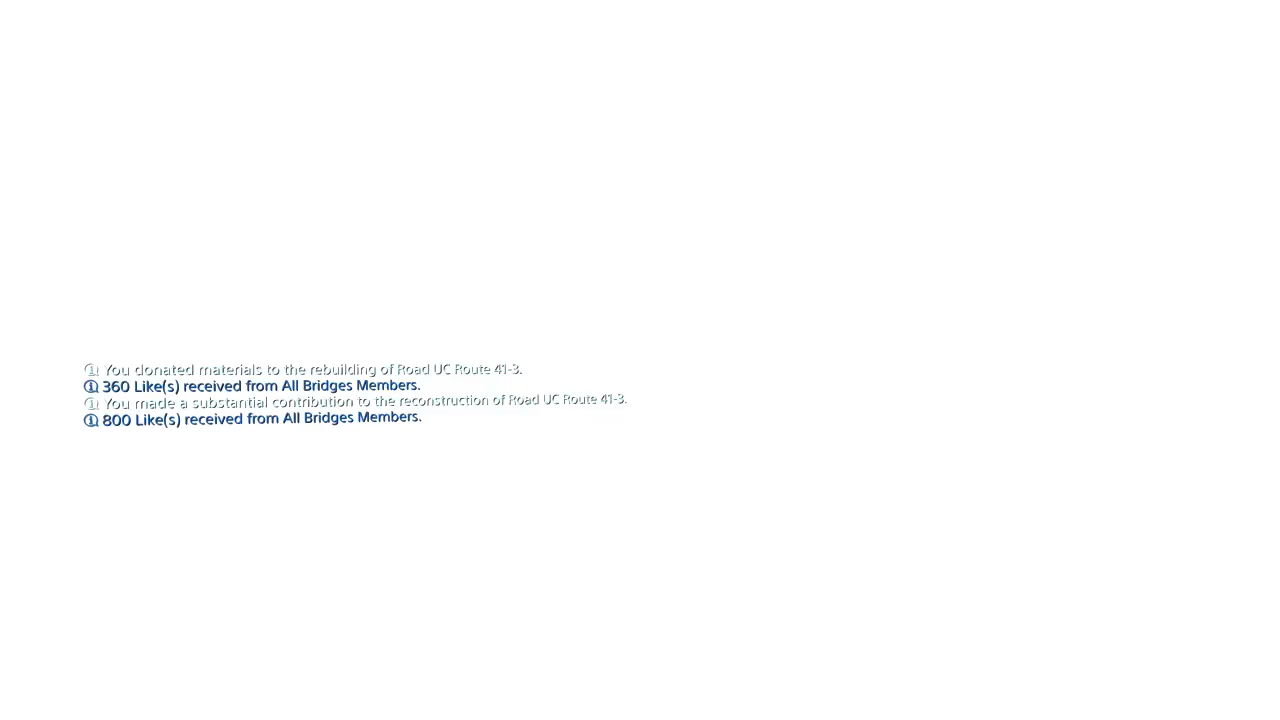 You donated materials to the rebuilding of Road UC Route 41-3.
360 Like(s) received from All Bridges Members.
You made a substantial contribution to the reconstruction of Road UC Route 41-3.
800 Like(s) received from All Bridges Members.